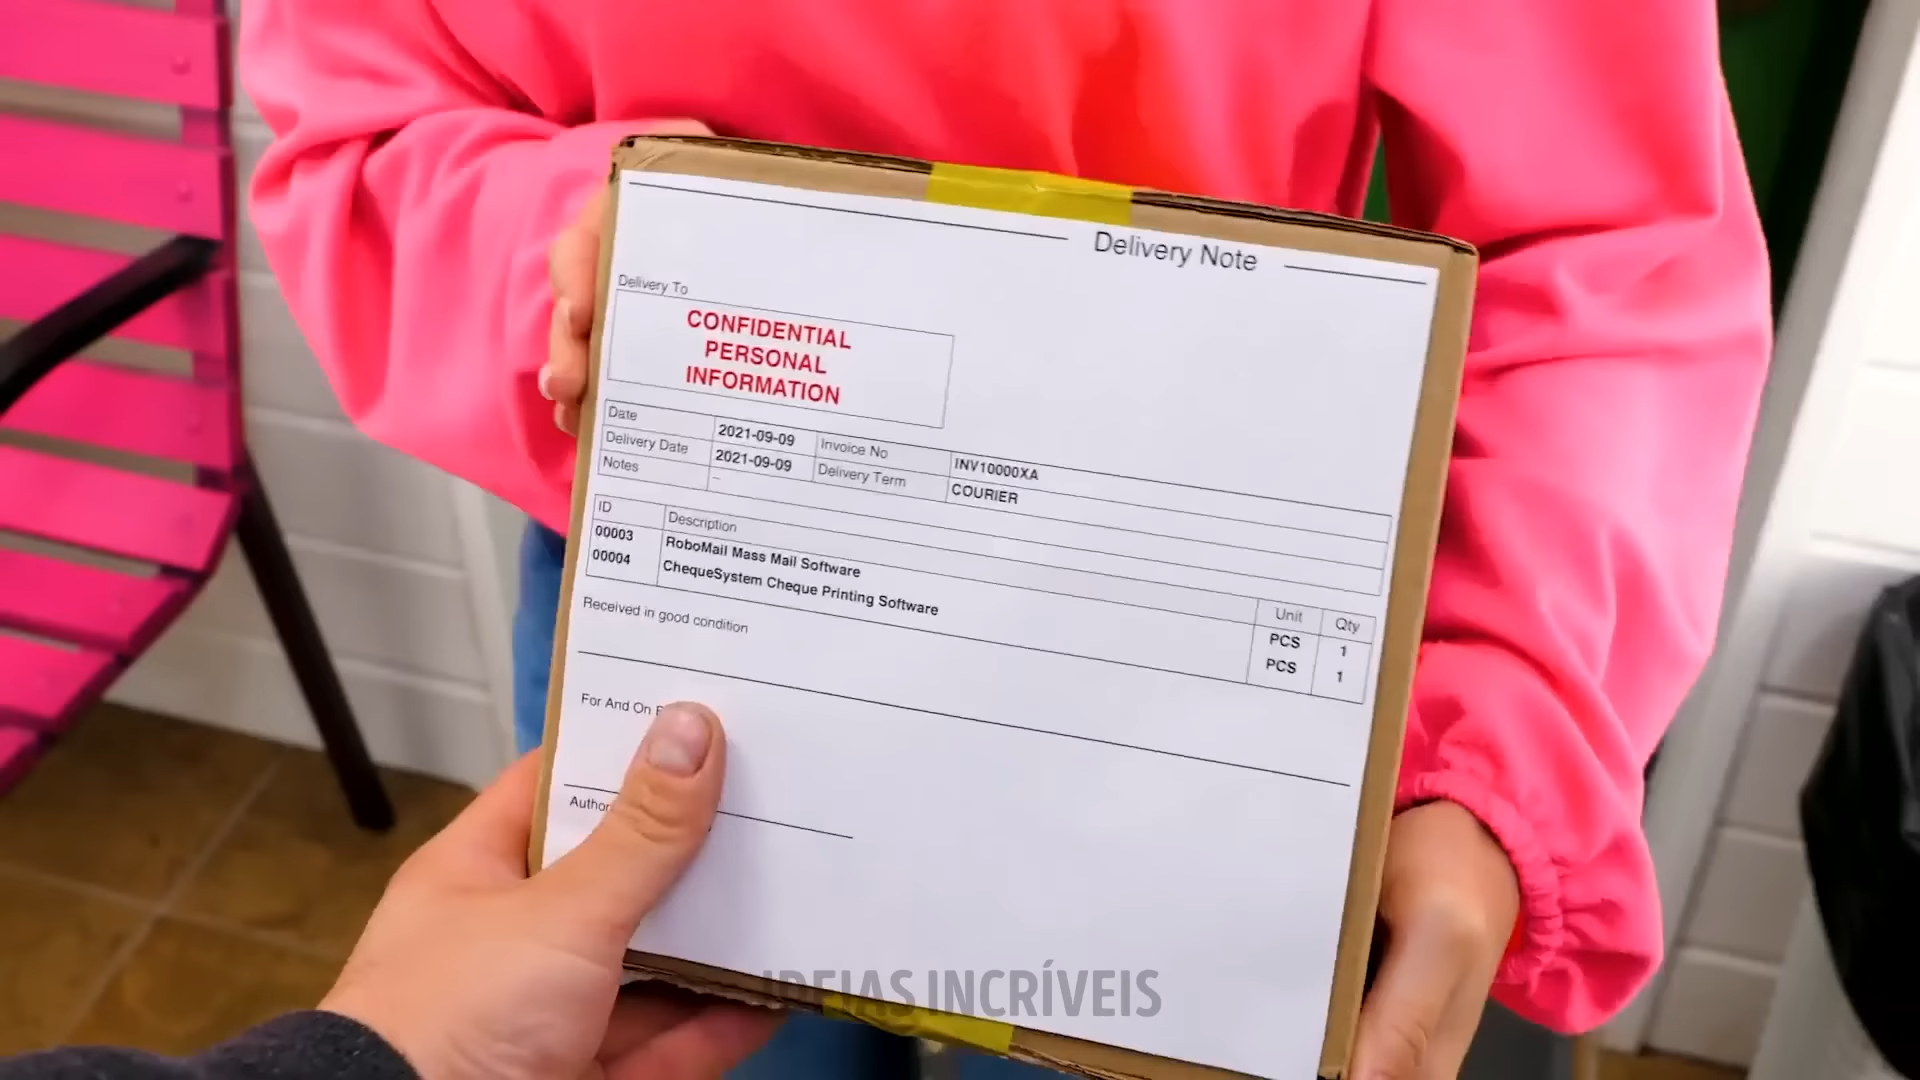 Delivery Note
Delivery To
CONFIDENTIAL
PERSONAL
INFORMATION
Date 2021-09-09 Invoice No INV10000XA
Delivery Date 2021-09-09 Delivery Term COURIER
Notes –
ID Description Unit Qty
00003 RoboMail Mass Mail Software PCS 1
00004 ChequeSystem Cheque Printing Software PCS 1
Received in good condition
For And On
IDEIAS INCRÍVEIS